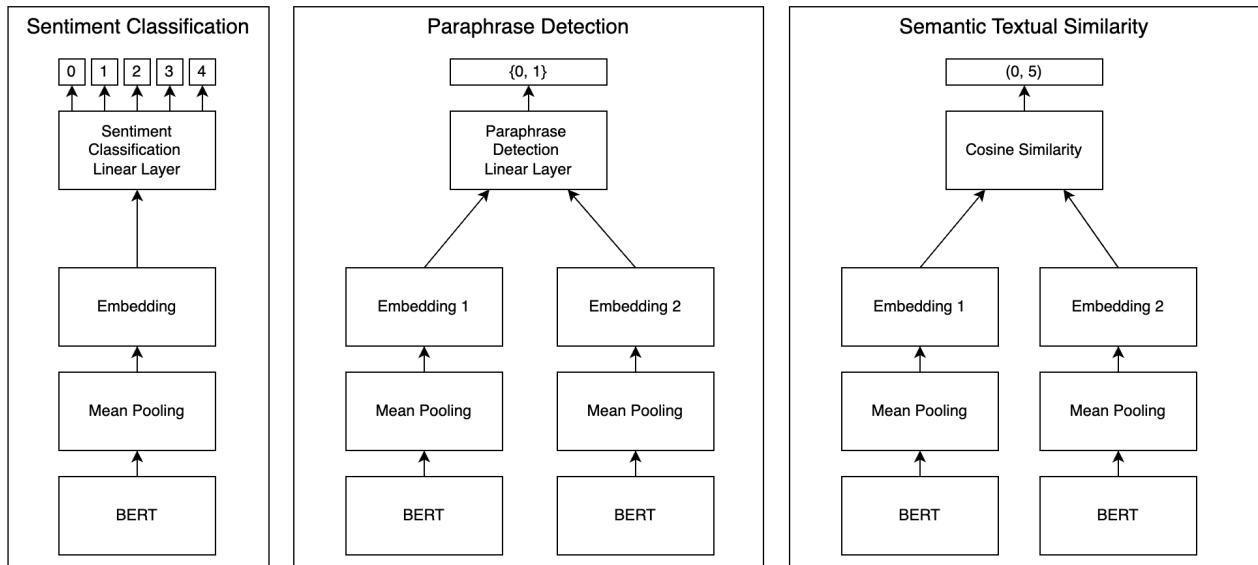 Sentiment Classification
0 1 2 3 4
Sentiment
Classification
Linear Layer
Embedding
Mean Pooling
BERT
Paraphrase Detection
{0, 1}
Paraphrase
Detection
Linear Layer
Embedding 1
Embedding 2
Mean Pooling
Mean Pooling
BERT
BERT
Semantic Textual Similarity
(0, 5)
Cosine Similarity
Embedding 1
Embedding 2
Mean Pooling
Mean Pooling
BERT
BERT